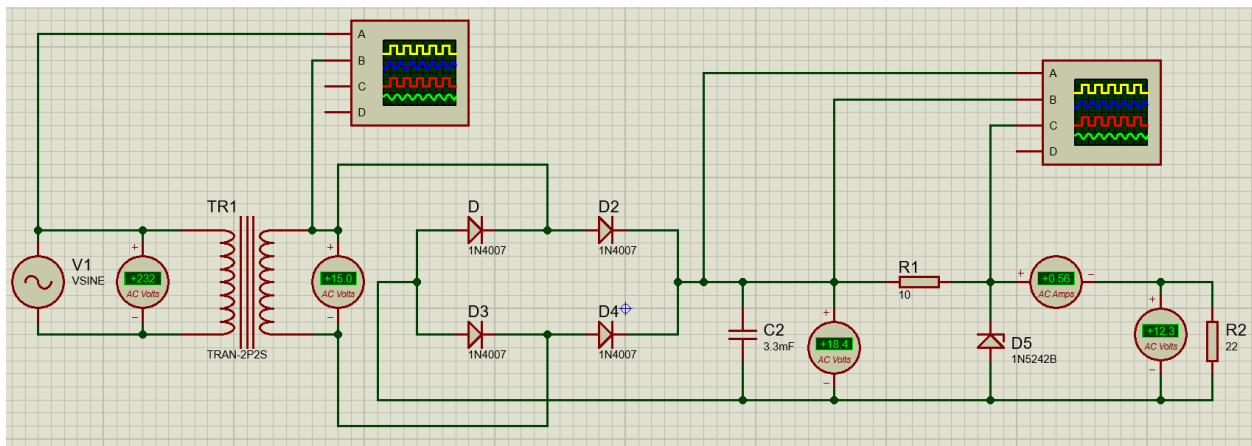 A
B
C
D
A
B
C
D
TR1
V1
VSINE
+
+232
AC Volts
−
TRAN-2P2S
+
+15.0
AC Volts
−
D
1N4007
D2
1N4007
D3
1N4007
D4
1N4007
C2
3.3mF
+
+18.4
AC Volts
−
R1
10
D5
1N5242B
+
+0.56
−
AC Amps
+
+12.3
AC Volts
−
R2
22